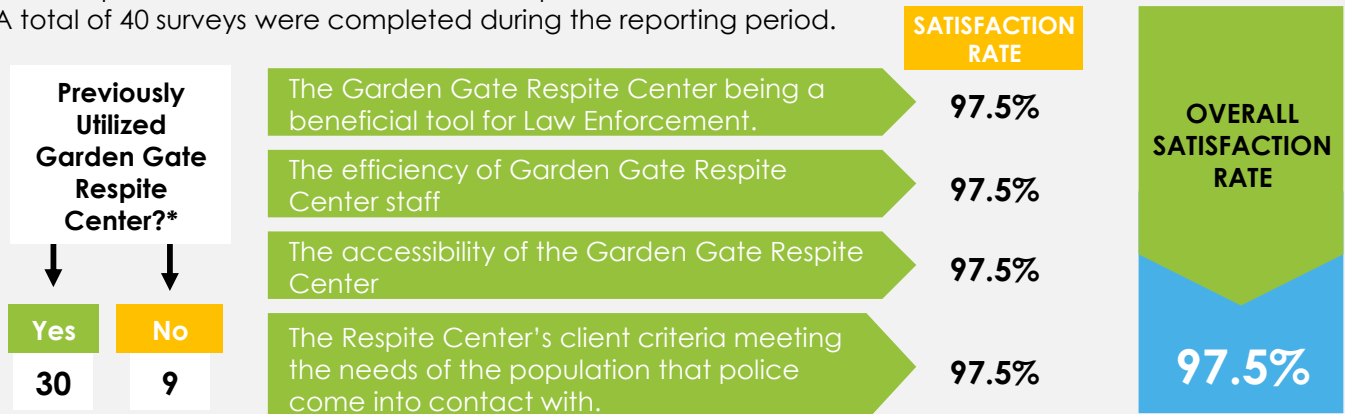 A total of 40 surveys were completed during the reporting period.
SATISFACTION
RATE
Previously
Utilized
Garden Gate
Respite
Center?*
Yes
No
30
9
The Garden Gate Respite Center being a
beneficial tool for Law Enforcement.
97.5%
The efficiency of Garden Gate Respite
Center staff
97.5%
The accessibility of the Garden Gate Respite
Center
97.5%
The Respite Center’s client criteria meeting
the needs of the population that police
come into contact with.
97.5%
OVERALL
SATISFACTION
RATE
97.5%